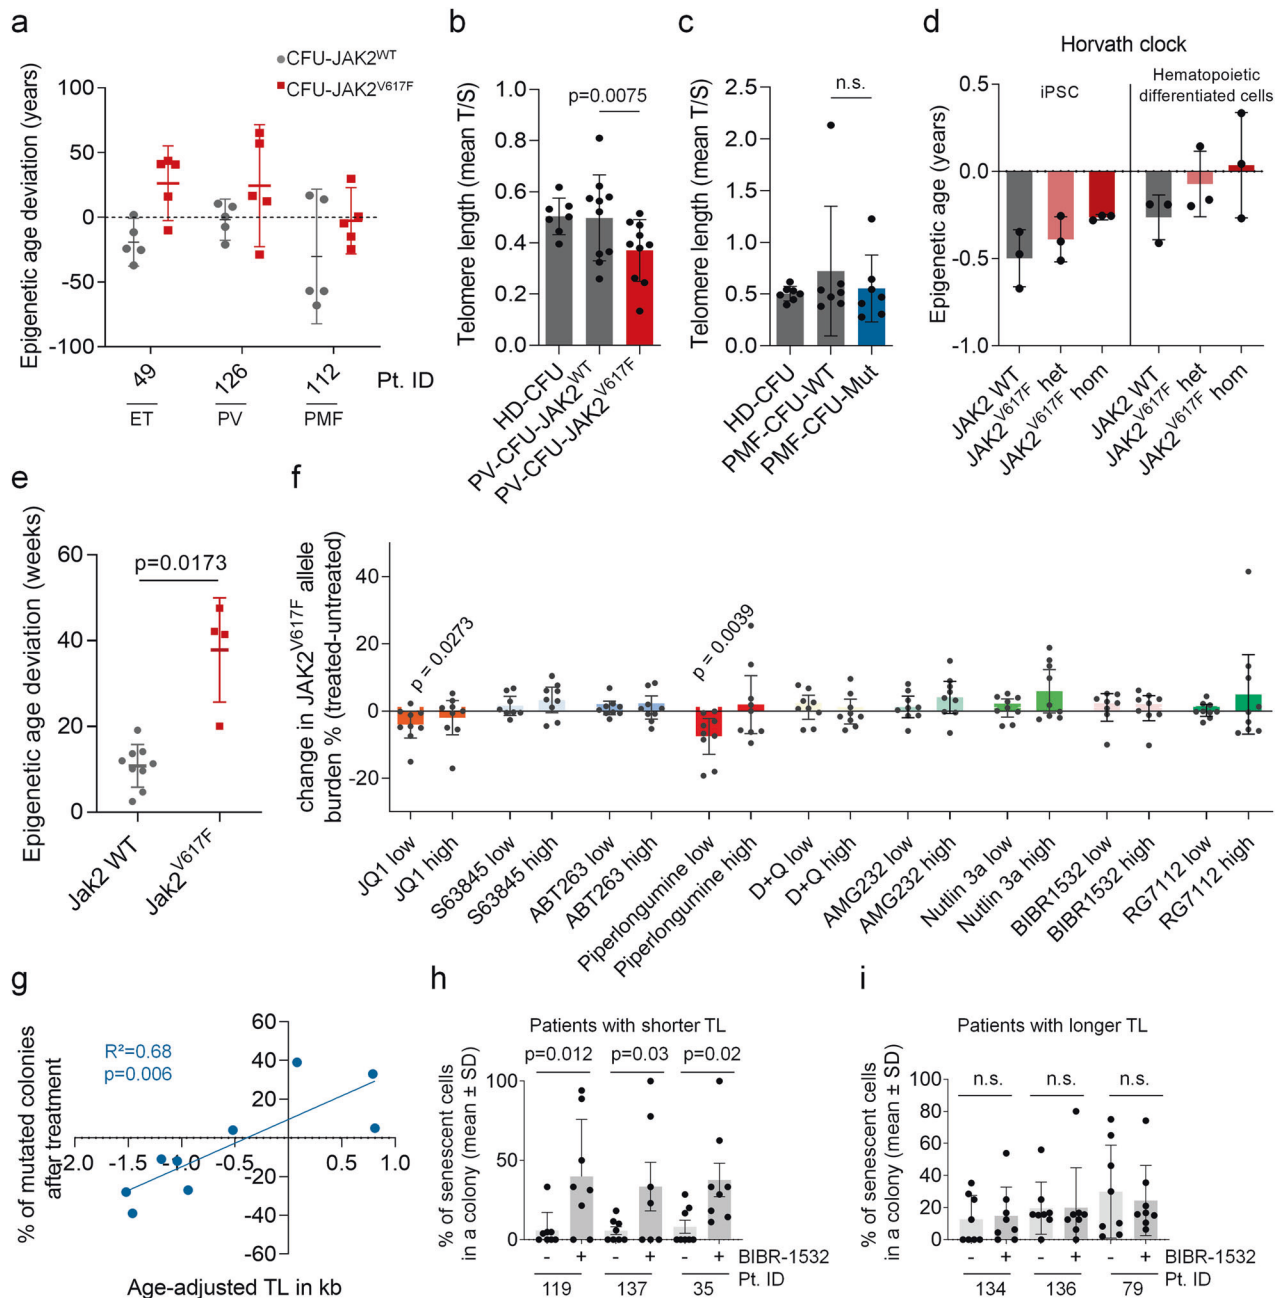 a
CFU-JAK2WT
CFU-JAK2V617F
Epigenetic age deviation (years)
100
50
0
-50
-100
49
126
112
Pt. ID
ET
PV
PMF
b
p=0.0075
Telomere length (mean T/S)
1.0
0.8
0.6
0.4
0.2
0.0
HD-CFU
PV-CFU-JAK2WT
PV-CFU-JAK2V617F
c
n.s.
Telomere length (mean T/S)
2.5
2.0
1.5
1.0
0.5
0.0
HD-CFU
PMF-CFU-WT
PMF-CFU-Mut
d
Horvath clock
iPSC
Hematopoietic
differentiated cells
Epigenetic age (years)
0.5
0.0
-0.5
-1.0
JAK2 WT
JAK2V617F het
JAK2V617F hom
JAK2 WT
JAK2V617F het
JAK2V617F hom
e
p=0.0173
Epigenetic age deviation (weeks)
60
40
20
0
Jak2 WT
Jak2V617F
f
change in JAK2V617F allele
burden % (treated-untreated)
40
20
0
-20
p = 0.0273
p = 0.0039
JQ1 low
JQ1 high
S63845 low
S63845 high
ABT263 low
ABT263 high
Piperlongumine low
Piperlongumine high
D+Q low
D+Q high
AMG232 low
AMG232 high
Nutlin 3a low
Nutlin 3a high
BIBR1532 low
BIBR1532 high
RG7112 low
RG7112 high
g
R²=0.68
p=0.006
% of mutated colonies
after treatment
60
40
20
-20
-40
-60
2.0
-1.5
-1.0
-0.5
0.5
1.0
Age-adjusted TL in kb
h
Patients with shorter TL
p=0.012
p=0.03
p=0.02
% of senescent cells
in a colony (mean ± SD)
100
50
0
- + - + - + BIBR-1532
119 137 35 Pt. ID
i
Patients with longer TL
n.s.
n.s.
n.s.
% of senescent cells
in a colony (mean ± SD)
100
80
60
40
20
0
- + - + - + BIBR-1532
134 136 79 Pt. ID